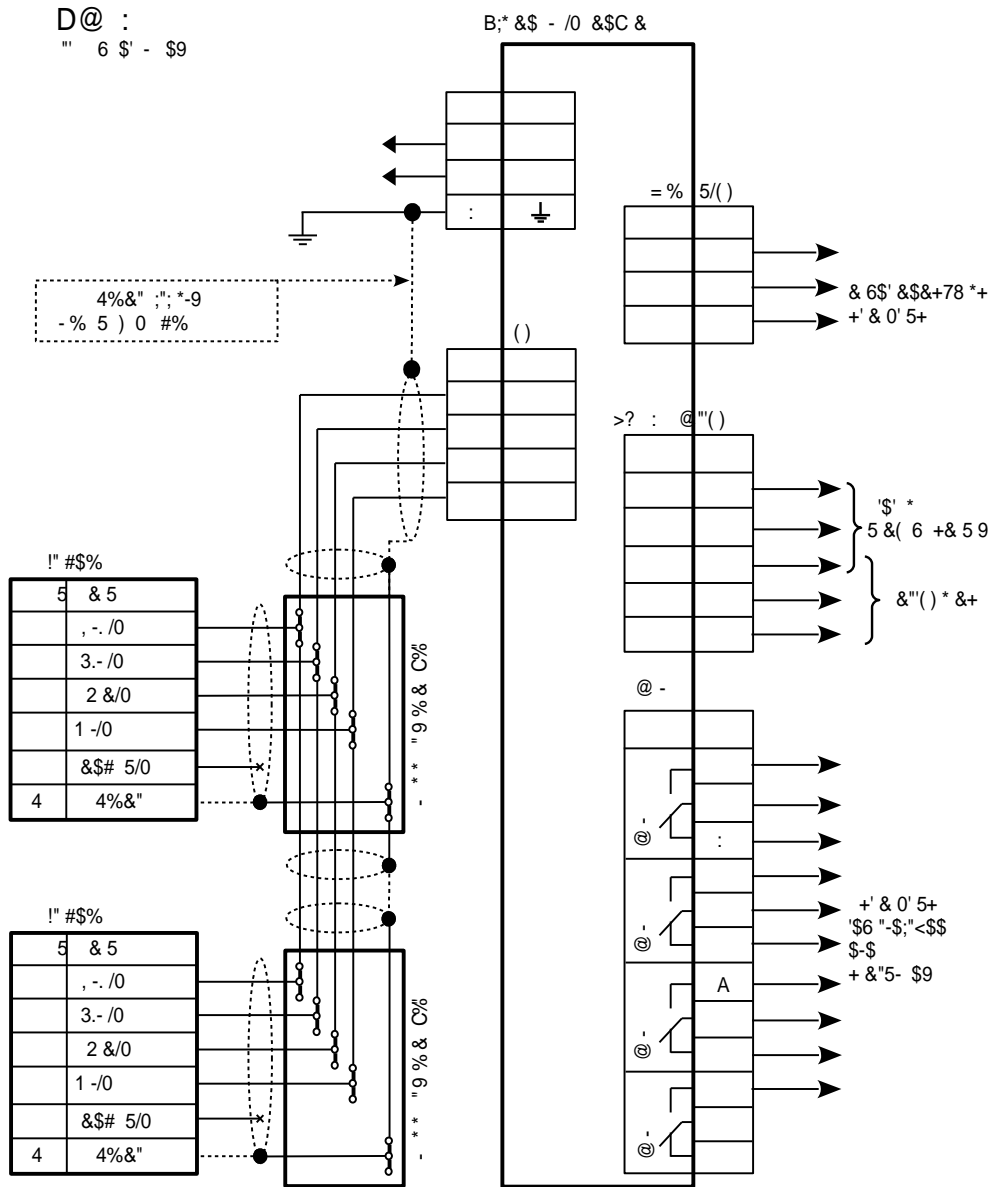 D@ :
"' 6 $' - $9
B;* &$ - /0 &$C &
:
= % 5/( )
& 6$' &$&+78 *+
+' & 0' 5+
4%&" ;"; *-9
- % 5 ) 0 #%
( )
>? : @"'( )
'$' *
5 &( 6 +& 5 9
&"'( ) * &+
!" #$%
5 & 5
, -. /0
3.- /0
2 &/0
1 -/0
&$# 5/0
4 4%&"
- * * " 9 % & C%'
@ -
@ -
:
@ -
+' & 0' 5+
'$6 "-$;"<$$
$-$
+ &"5- $9
A
@ -
@ -
!" #$%
5 & 5
, -. /0
3.- /0
2 &/0
1 -/0
&$# 5/0
4 4%&"
- * * " 9 % & C%'